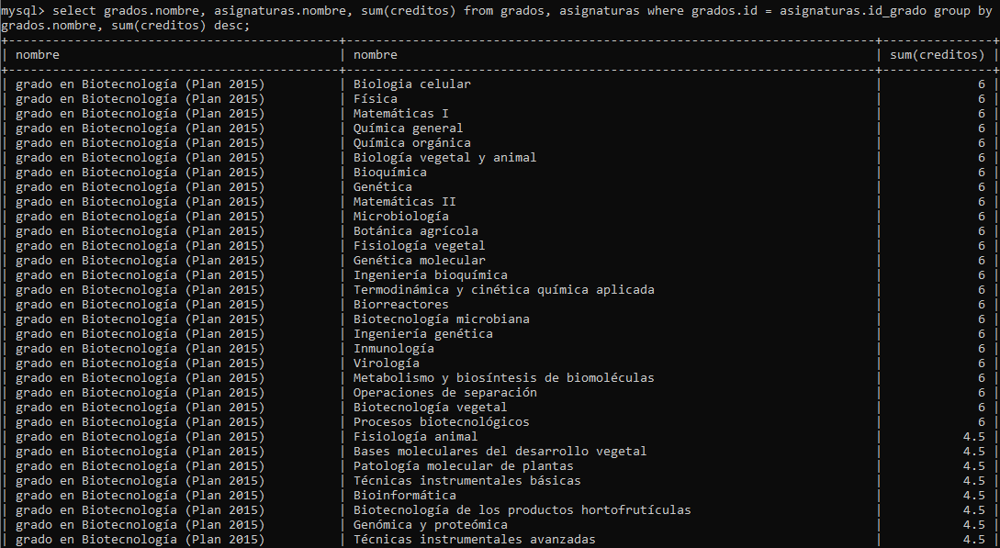 mysql> select grados.nombre, asignaturas.nombre, sum(creditos) from grados, asignaturas where grados.id = asignaturas.id_grado group by
grados.nombre, sum(creditos) desc;
+----------------------------------------------+------------------------------------------------------------------------+---------------+
| nombre | nombre | sum(creditos) |
+----------------------------------------------+------------------------------------------------------------------------+---------------+
| grado en Biotecnología (Plan 2015) | Biologia celular | 6 |
| grado en Biotecnología (Plan 2015) | Física | 6 |
| grado en Biotecnología (Plan 2015) | Matemáticas I | 6 |
| grado en Biotecnología (Plan 2015) | Química general | 6 |
| grado en Biotecnología (Plan 2015) | Química orgánica | 6 |
| grado en Biotecnología (Plan 2015) | Biología vegetal y animal | 6 |
| grado en Biotecnología (Plan 2015) | Bioquímica | 6 |
| grado en Biotecnología (Plan 2015) | Genética | 6 |
| grado en Biotecnología (Plan 2015) | Matemáticas II | 6 |
| grado en Biotecnología (Plan 2015) | Microbiología | 6 |
| grado en Biotecnología (Plan 2015) | Botánica agrícola | 6 |
| grado en Biotecnología (Plan 2015) | Fisiología vegetal | 6 |
| grado en Biotecnología (Plan 2015) | Genética molecular | 6 |
| grado en Biotecnología (Plan 2015) | Ingeniería bioquímica | 6 |
| grado en Biotecnología (Plan 2015) | Termodinámica y cinética química aplicada | 6 |
| grado en Biotecnología (Plan 2015) | Biorreactores | 6 |
| grado en Biotecnología (Plan 2015) | Biotecnología microbiana | 6 |
| grado en Biotecnología (Plan 2015) | Ingeniería genética | 6 |
| grado en Biotecnología (Plan 2015) | Inmunología | 6 |
| grado en Biotecnología (Plan 2015) | Virología | 6 |
| grado en Biotecnología (Plan 2015) | Metabolismo y biosíntesis de biomoléculas | 6 |
| grado en Biotecnología (Plan 2015) | Operaciones de separación | 6 |
| grado en Biotecnología (Plan 2015) | Biotecnología vegetal | 6 |
| grado en Biotecnología (Plan 2015) | Procesos biotecnológicos | 6 |
| grado en Biotecnología (Plan 2015) | Fisiología animal | 4.5 |
| grado en Biotecnología (Plan 2015) | Bases moleculares del desarrollo vegetal | 4.5 |
| grado en Biotecnología (Plan 2015) | Patología molecular de plantas | 4.5 |
| grado en Biotecnología (Plan 2015) | Técnicas instrumentales básicas | 4.5 |
| grado en Biotecnología (Plan 2015) | Bioinformática | 4.5 |
| grado en Biotecnología (Plan 2015) | Biotecnología de los productos hortofrutículas | 4.5 |
| grado en Biotecnología (Plan 2015) | Genómica y proteómica | 4.5 |
| grado en Biotecnología (Plan 2015) | Técnicas instrumentales avanzadas | 4.5 |